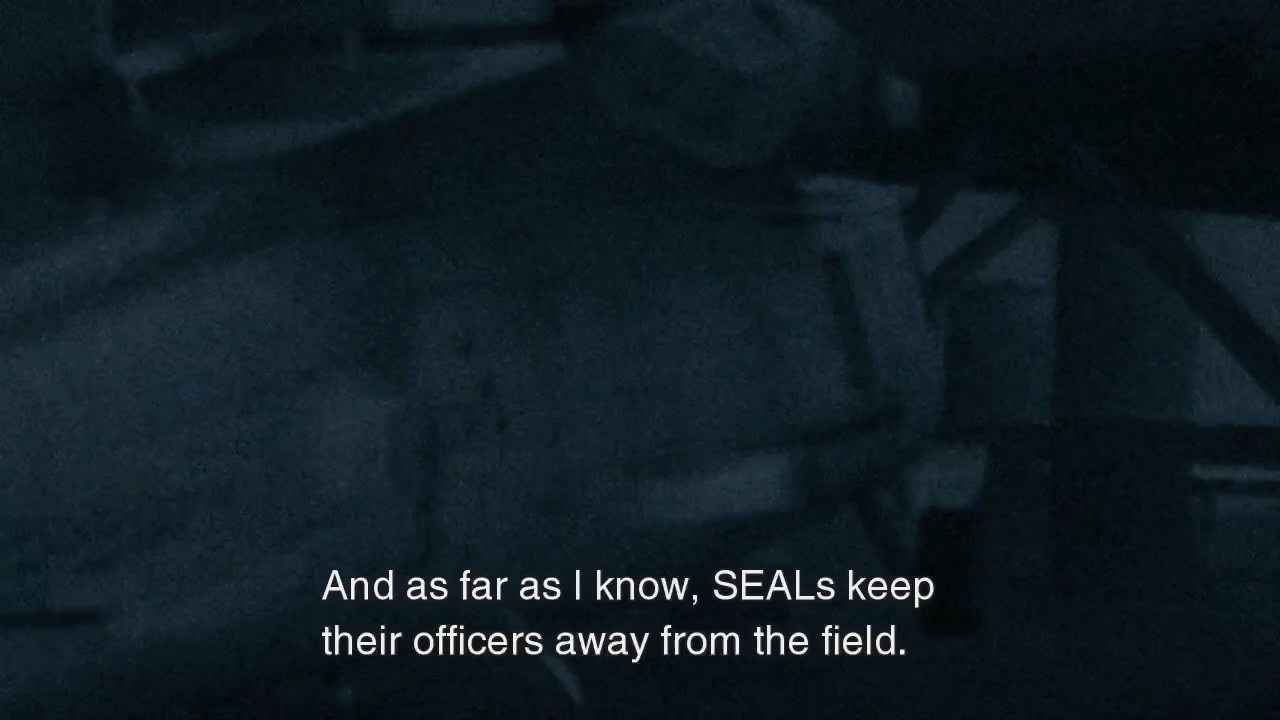 And as far as I know, SEALs keep
their officers away from the field.